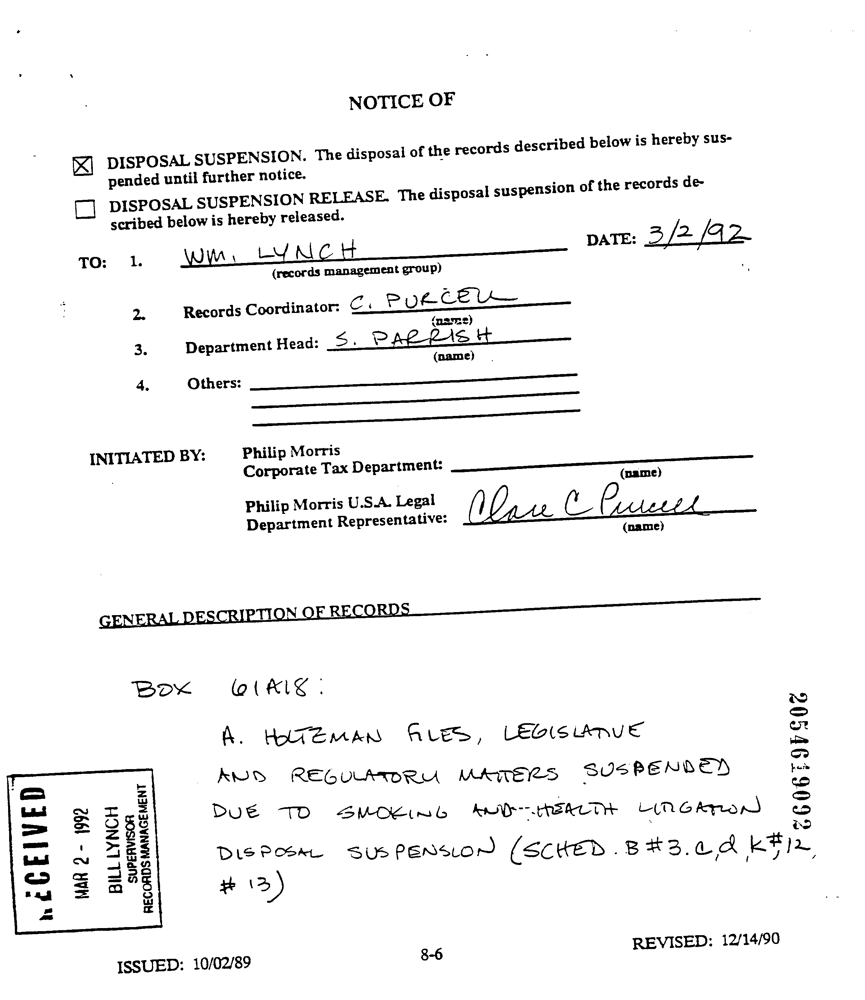 NOTICE OF
☒ DISPOSAL SUSPENSION. The disposal of the records described below is hereby sus-
pended until further notice.
☐ DISPOSAL SUSPENSION RELEASE. The disposal suspension of the records de-
scribed below is hereby released.
DATE: 3/2/92
TO: 1. WM. LYNCH
(records management group)
2. Records Coordinator: C. PURCELL
(name)
3. Department Head: S. PARRISH
(name)
4. Others:
INITIATED BY: Philip Morris
Corporate Tax Department:
(name)
Philip Morris U.S.A. Legal
Department Representative: Clare C Purcell
(name)
GENERAL DESCRIPTION OF RECORDS
BOX 61A18:
A. HOLTZMAN FILES, LEGISLATIVE
AND REGULATORY MATTERS SUSPENDED
DUE TO SMOKING AND HEALTH LITIGATION
DISPOSAL SUSPENSION (SCHED. B #3. c, d, k #12,
# 13)
2054619092
RECEIVED
MAR 2 - 1992
BILL LYNCH
SUPERVISOR
RECORDS MANAGEMENT
ISSUED: 10/02/89
8-6
REVISED: 12/14/90